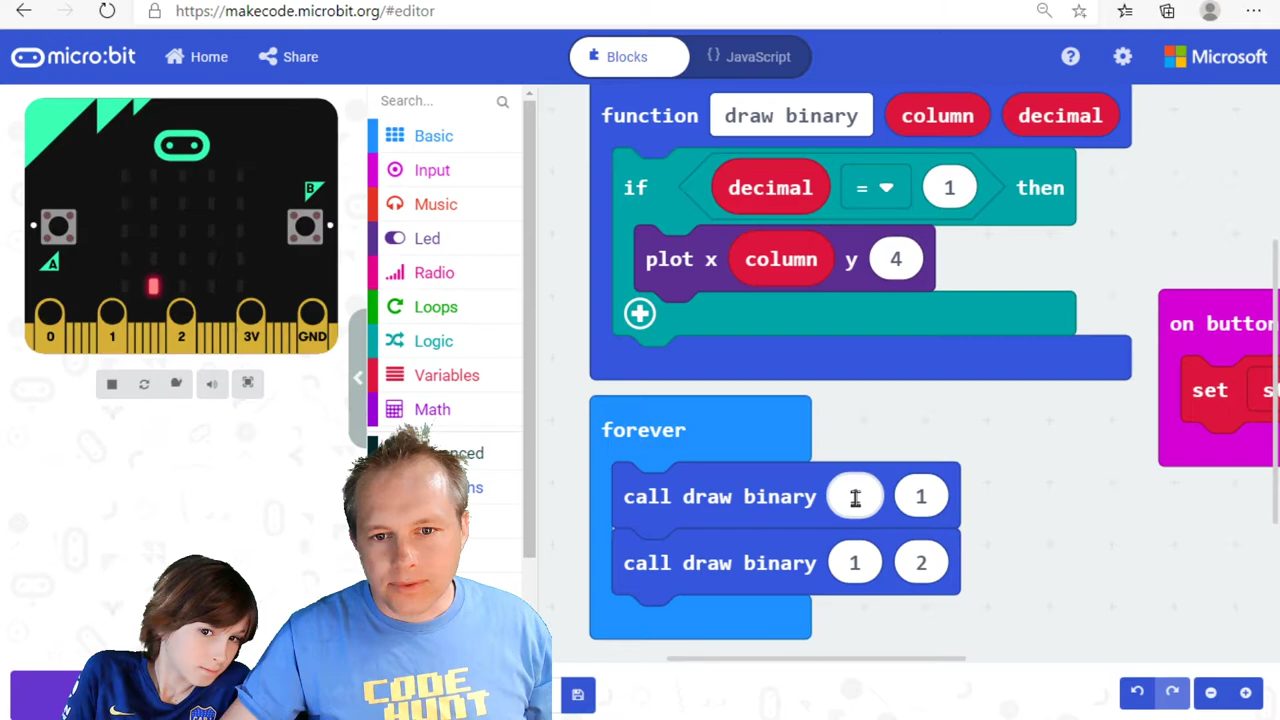 https://makecode.microbit.org/#editor
micro:bit
Home
Share
Blocks
{} JavaScript
?
Microsoft
B
A
0 1 2 3V GND
Search...
Basic
Input
Music
Led
Radio
Loops
Logic
Variables
Math
function draw binary column decimal
if decimal = 1 then
plot x column y 4
forever
call draw binary 1 1
call draw binary 1 2
on button
set
CODE
HUNT